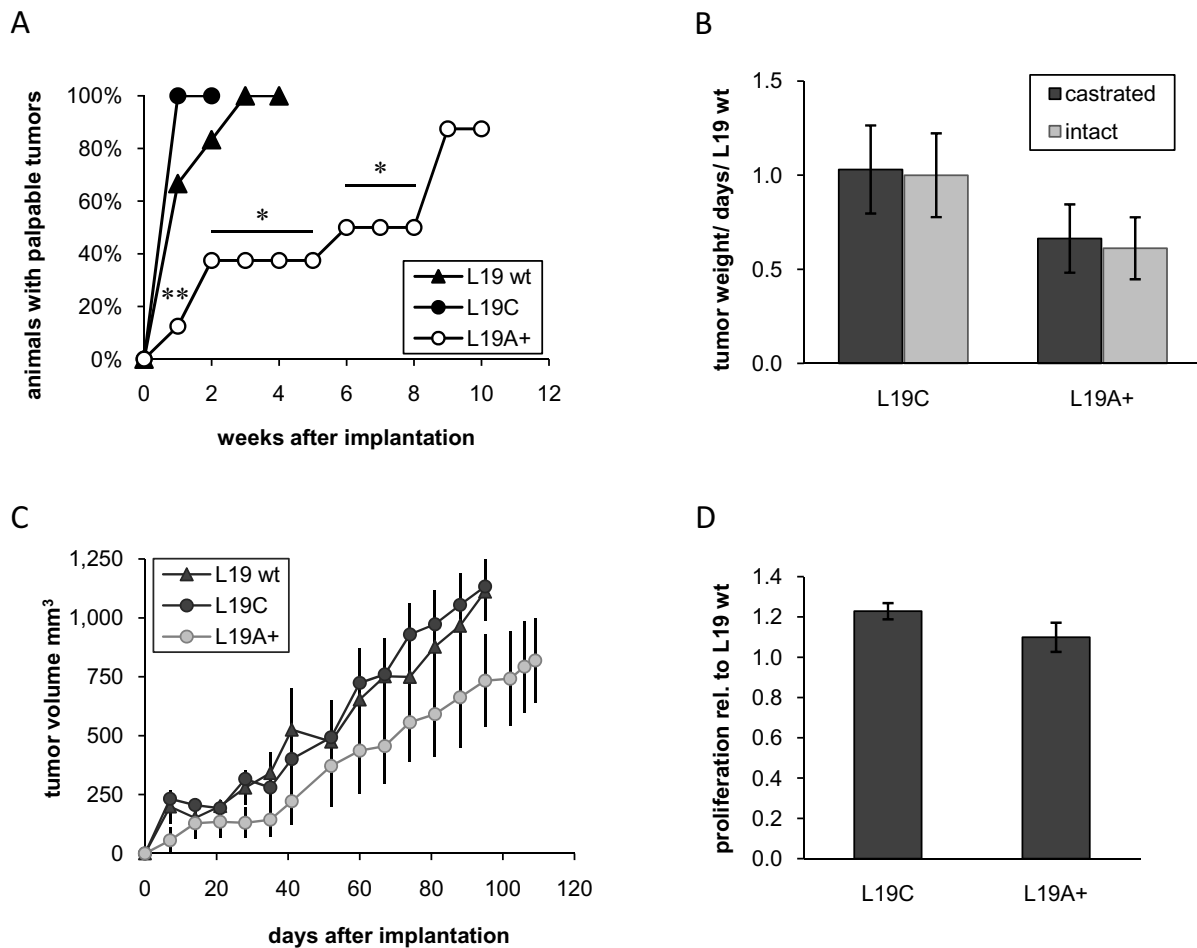 A
animals with palpable tumors
100%
80%
60%
40%
20%
0%
**
*
*
L19 wt
L19C
L19A+
0 2 4 6 8 10 12
weeks after implantation
B
tumor weight/ days/ L19 wt
1.5
1.0
0.5
0.0
castrated
intact
L19C L19A+
C
tumor volume mm³
1,250
1,000
750
500
250
0
L19 wt
L19C
L19A+
0 20 40 60 80 100 120
days after implantation
D
proliferation rel. to L19 wt
1.4
1.2
1.0
0.8
0.6
0.4
0.2
0.0
L19C L19A+